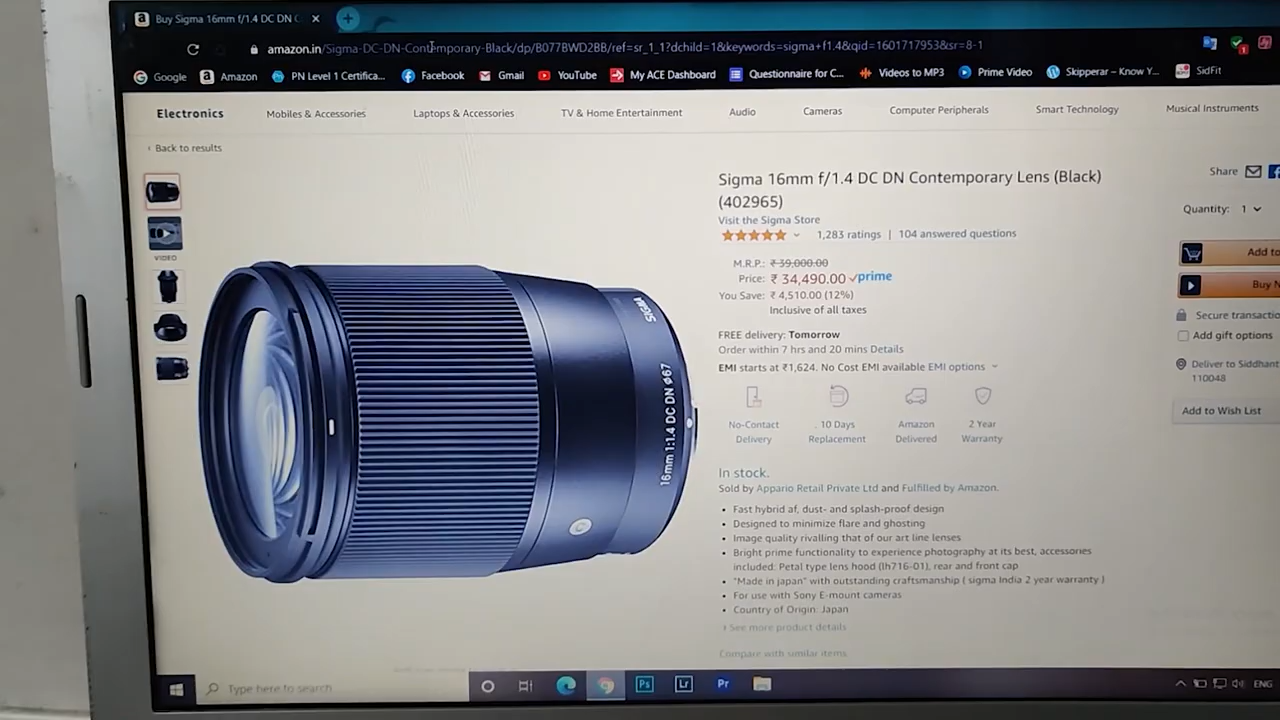 Buy Sigma 16mm f/1.4 DC DN C
amazon.in/Sigma-DC-DN-Contemporary-Black/dp/B077BWD2BB/ref=sr_1_1?dchild=1&keywords=sigma+f1.4&qid=1601717953&sr=8-1
Google Amazon PN Level 1 Certifica... Facebook Gmail YouTube My ACE Dashboard Questionnaire for C... Videos to MP3 Prime Video Skipperar – Know Y... SidFit
Electronics Mobiles & Accessories Laptops & Accessories TV & Home Entertainment Audio Cameras Computer Peripherals Smart Technology Musical Instruments
‹ Back to results
Share
Sigma 16mm f/1.4 DC DN Contemporary Lens (Black)
(402965)
Quantity: 1
Visit the Sigma Store
1,283 ratings | 104 answered questions
VIDEO
Add to
M.R.P.: ₹ 39,000.00
Price: ₹ 34,490.00 prime
Buy N
You Save: ₹ 4,510.00 (12%)
Inclusive of all taxes
Secure transactio
FREE delivery: Tomorrow
Add gift options
Order within 7 hrs and 20 mins Details
EMI starts at ₹1,624. No Cost EMI available EMI options
Deliver to Siddhant
110048
No-Contact
Delivery
10 Days
Replacement
Amazon
Delivered
2 Year
Warranty
Add to Wish List
In stock.
Sold by Appario Retail Private Ltd and Fulfilled by Amazon.
• Fast hybrid af, dust- and splash-proof design
• Designed to minimize flare and ghosting
• Image quality rivalling that of our art line lenses
• Bright prime functionality to experience photography at its best, accessories
included: Petal type lens hood (lh716-01), rear and front cap
• "Made in japan" with outstanding craftsmanship ( sigma India 2 year warranty )
• For use with Sony E-mount cameras
• Country of Origin: Japan
› See more product details
Compare with similar items
SIGMA
16mm 1:1.4 DC DN ø67
C
Type here to search
Ps Lr Pr
ENG